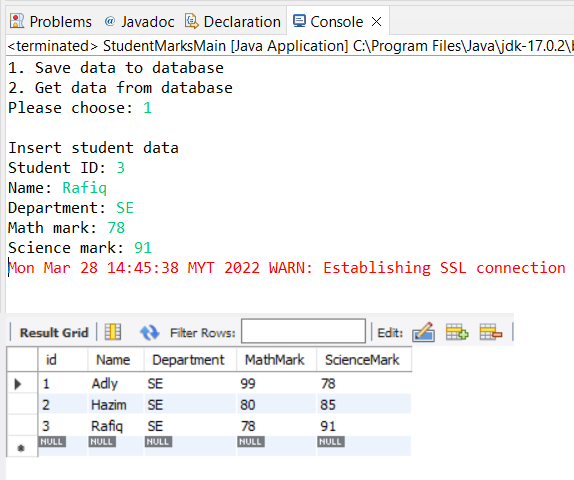 Problems @ Javadoc Declaration Console
<terminated> StudentMarksMain [Java Application] C:\Program Files\Java\jdk-17.0.2\
1. Save data to database
2. Get data from database
Please choose: 1
Insert student data
Student ID: 3
Name: Rafiq
Department: SE
Math mark: 78
Science mark: 91
Mon Mar 28 14:45:38 MYT 2022 WARN: Establishing SSL connection
Result Grid Filter Rows: Edit:
id Name Department MathMark ScienceMark
1 Adly SE 99 78
2 Hazim SE 80 85
3 Rafiq SE 78 91
NULL NULL NULL NULL NULL